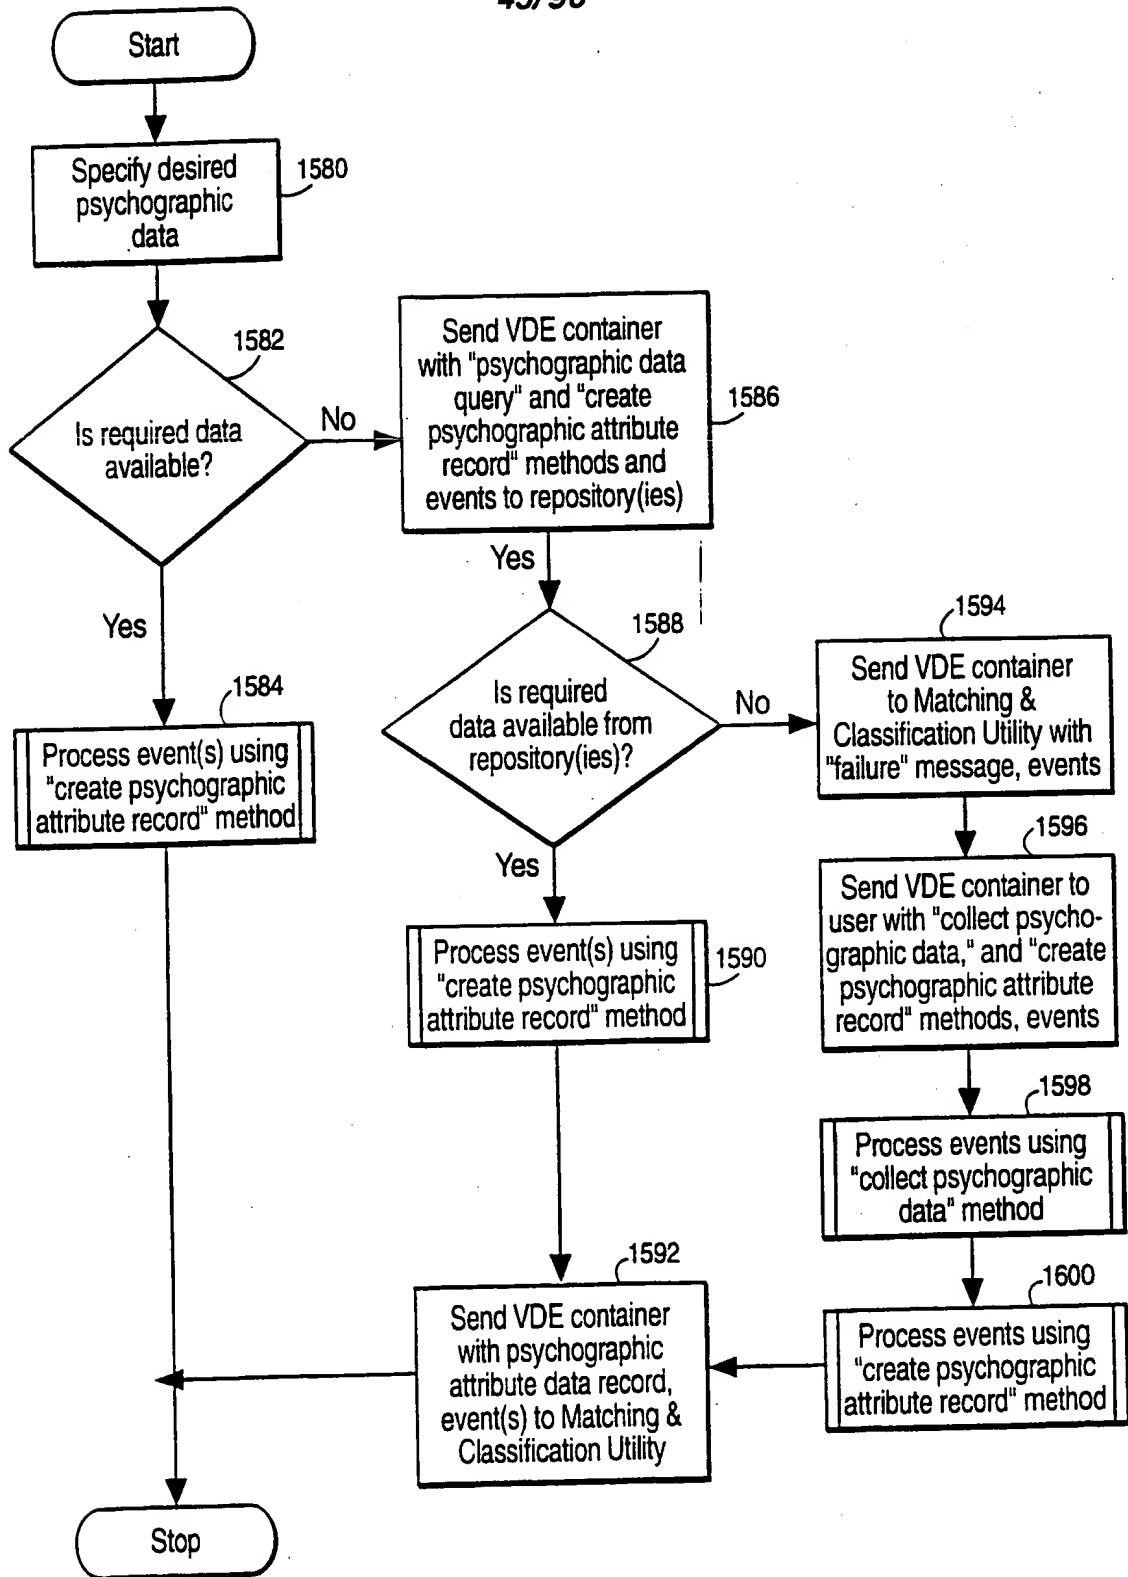 Start
Specify desired
psychographic
data
1580
1582
Is required data
available?
No
Yes
Send VDE container
with "psychographic data
query" and "create
psychographic attribute
record" methods and
events to repository(ies)
1586
Yes
1588
Is required
data available from
repository(ies)?
No
Yes
1584
Process event(s) using
"create psychographic
attribute record" method
1594
Send VDE container
to Matching &
Classification Utility with
"failure" message, events
1596
Send VDE container to
user with "collect psycho-
graphic data," and "create
psychographic attribute
record" methods, events
Process event(s) using
"create psychographic
attribute record" method
1590
1598
Process events using
"collect psychographic
data" method
1600
Process events using
"create psychographic
attribute record" method
1592
Send VDE container
with psychographic
attribute data record,
event(s) to Matching &
Classification Utility
Stop